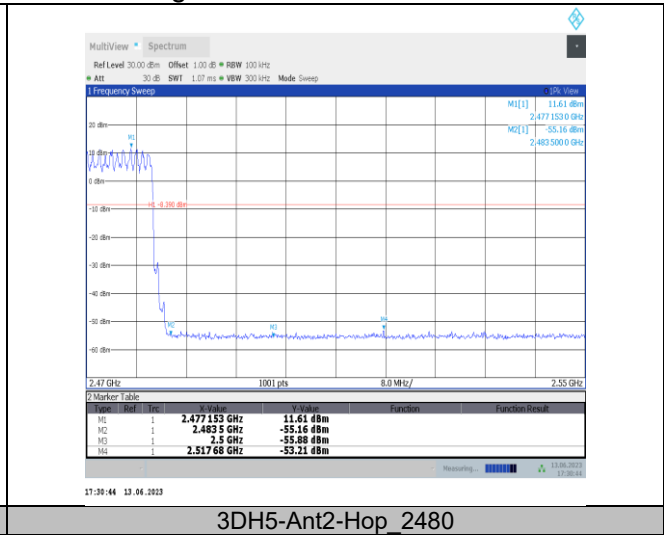 MultiView Spectrum
Ref Level 30.00 dBm Offset 1.00 dB RBW 100 kHz
Att 30 dB SWT 1.07 ms VBW 300 kHz Mode Sweep
1 Frequency Sweep 1Pk View
M1[1] 11.61 dBm
2.477 153 0 GHz
M2[1] -55.16 dBm
2.483 500 0 GHz
20 dBm
M1
10 dBm
0 dBm
H1 -8.390 dBm
-10 dBm
-20 dBm
-30 dBm
-40 dBm
-50 dBm
M2 M3 M4
-60 dBm
2.47 GHz 1001 pts 8.0 MHz/ 2.55 GHz
2 Marker Table
Type Ref Trc X-Value Y-Value Function Function Result
M1 1 2.477 153 GHz 11.61 dBm
M2 1 2.483 5 GHz -55.16 dBm
M3 1 2.5 GHz -55.88 dBm
M4 1 2.517 68 GHz -53.21 dBm
Measuring... 13.06.2023
17:30:44
17:30:44 13.06.2023
3DH5-Ant2-Hop_2480